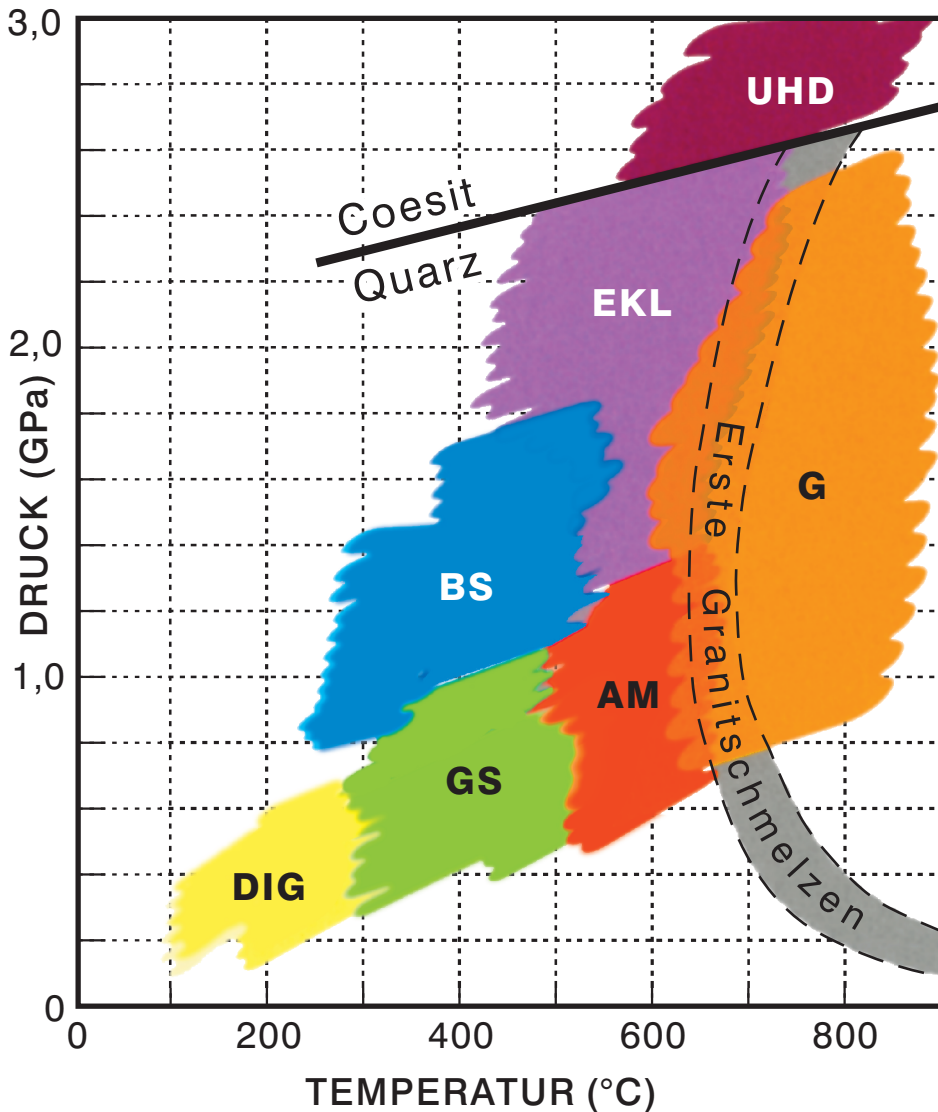 3,0
UHD
Coesit
Quarz
EKL
2,0
DRUCK (GPa)
Erste Granitschmelzen
G
BS
1,0
AM
GS
DIG
0
0 200 400 600 800
TEMPERATUR (°C)